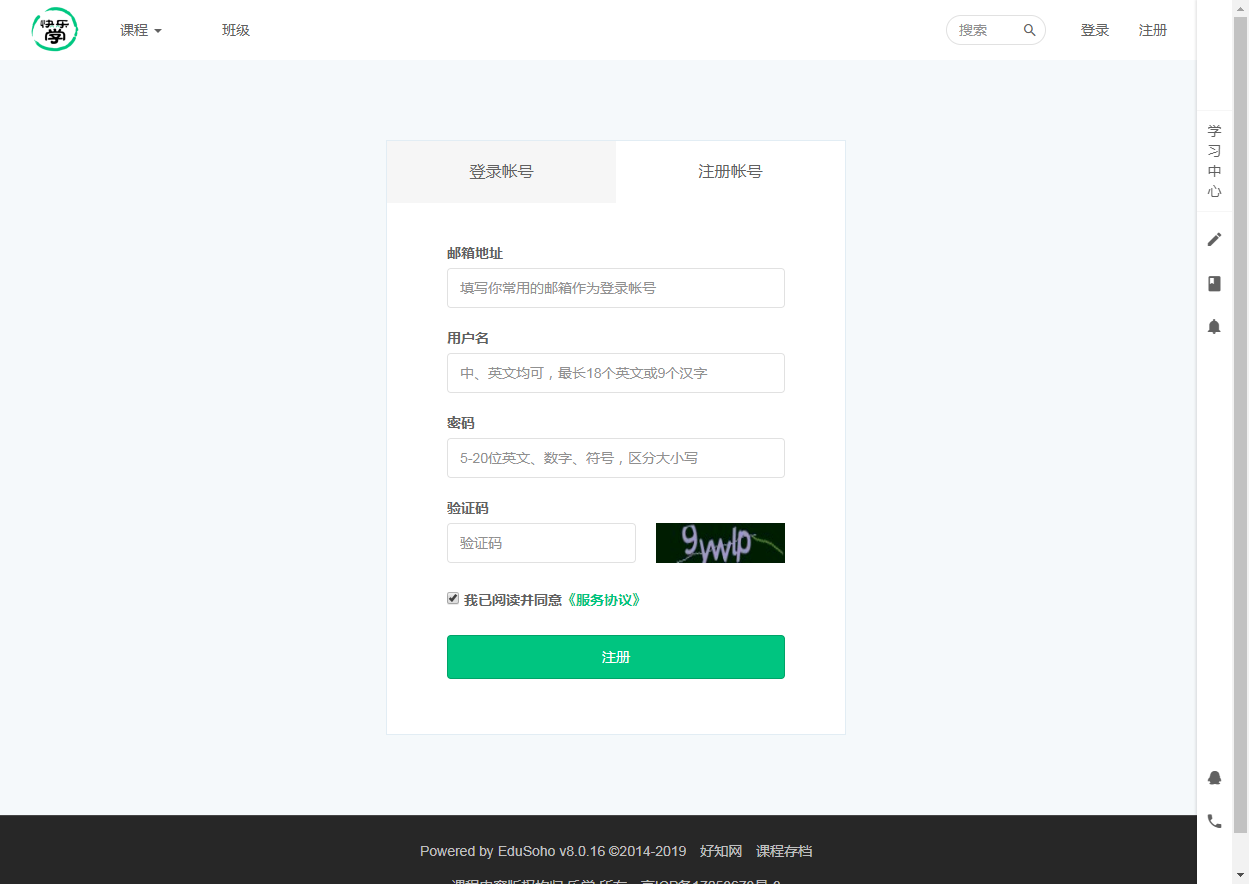 快乐
学
课程
班级
搜索
登录
注册
学
习
中
心
登录帐号
注册帐号
邮箱地址
填写你常用的邮箱作为登录帐号
用户名
中、英文均可，最长18个英文或9个汉字
密码
5-20位英文、数字、符号，区分大小写
验证码
验证码
我已阅读并同意《服务协议》
注册
Powered by EduSoho v8.0.16 ©2014-2019 好知网 课程存档